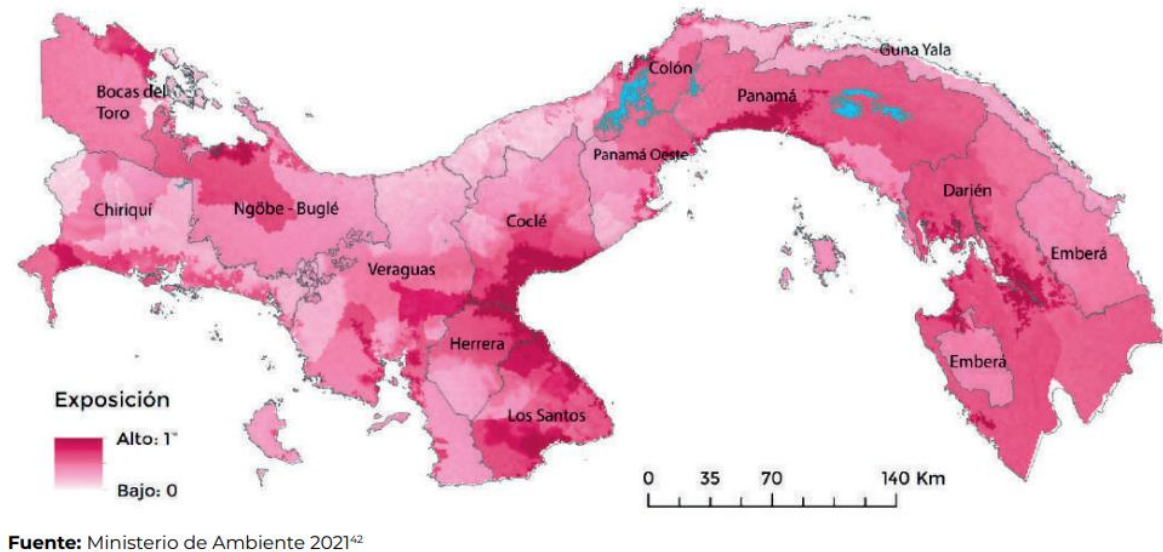 Guna Yala
Colón
Bocas del
Toro
Panamá
Panamá Oeste
Darién
Chiriquí
Ngöbe - Buglé
Coclé
Emberá
Veraguas
Herrera
Emberá
Los Santos
Exposición
Alto: 1"
Bajo: 0
0 35 70 140 Km
Fuente: Ministerio de Ambiente 2021⁴²